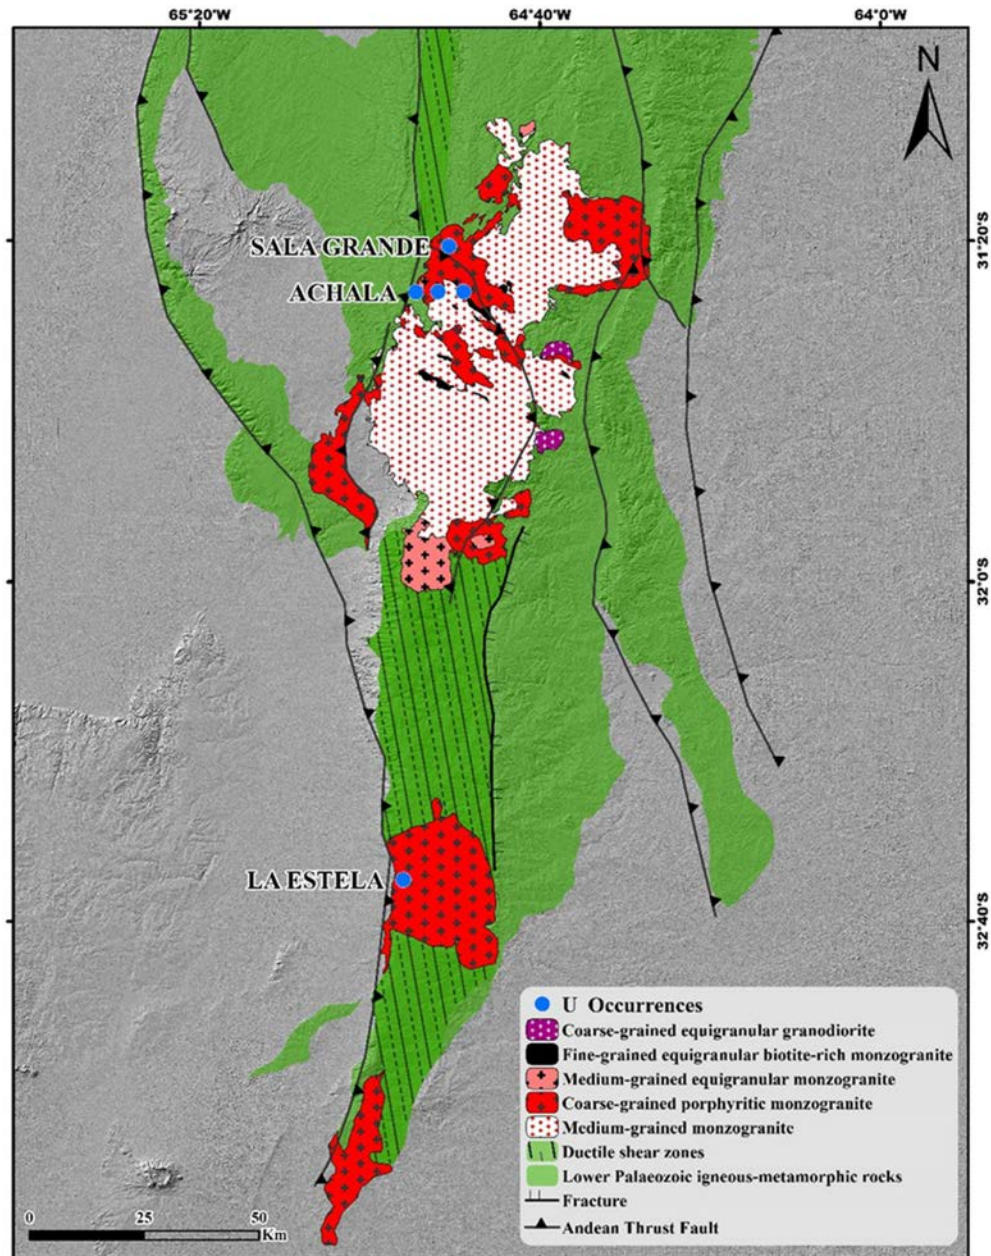 65°20'W
64°40'W
64°0'W
N
SALA GRANDE
31°20'S
ACHALA
32°0'S
LA ESTELA
32°40'S
U Occurrences
Coarse-grained equigranular granodiorite
Fine-grained equigranular biotite-rich monzogranite
Medium-grained equigranular monzogranite
Coarse-grained porphyritic monzogranite
Medium-grained monzogranite
Ductile shear zones
Lower Palaeozoic igneous-metamorphic rocks
Fracture
Andean Thrust Fault
0 25 50
Km